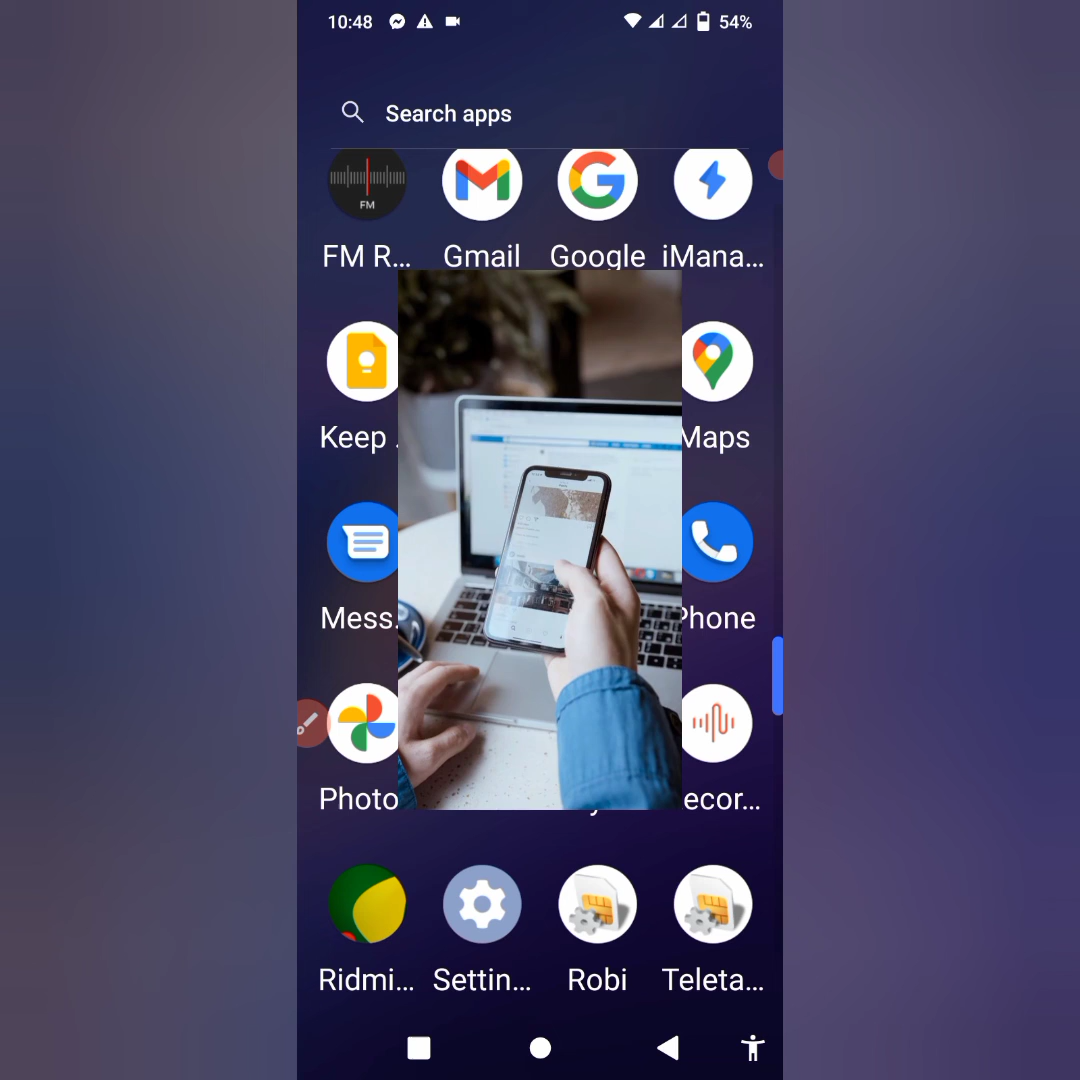 10:48 54%
Search apps
FM
FM R... Gmail Google iMana...
Keep . Maps
Mess. Phone
Photo ecor...
Ridmi... Settin... Robi Teleta...